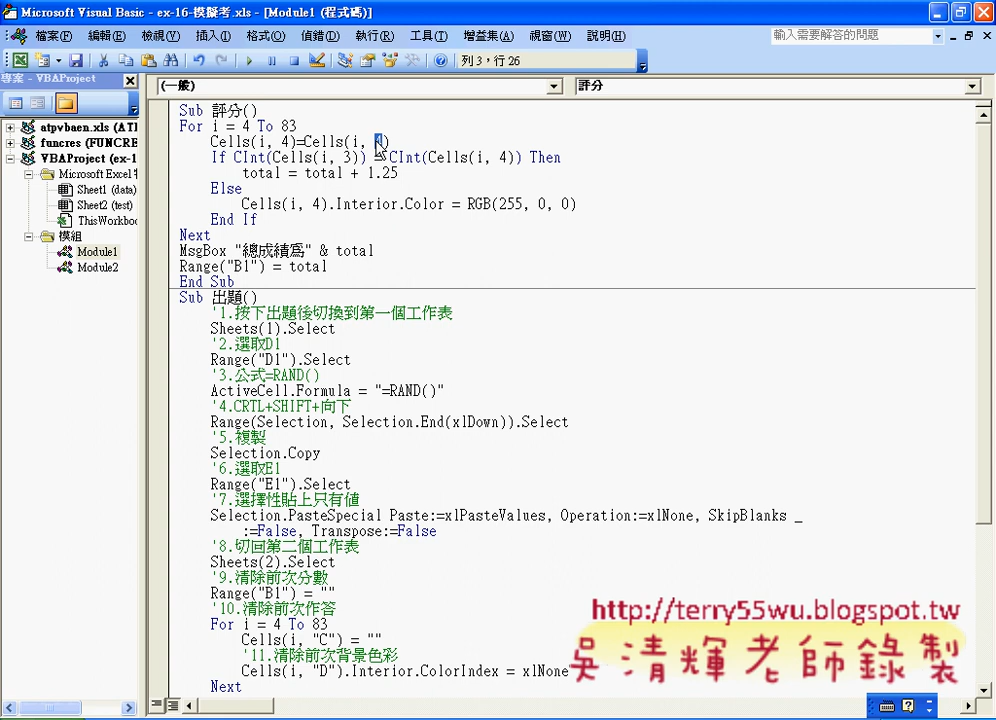 Microsoft Visual Basic - ex-16-模擬考.xls - [Module1 (程式碼)]
檔案(F) 編輯(E) 檢視(V) 插入(I) 格式(O) 偵錯(D) 執行(R) 工具(T) 增益集(A) 視窗(W) 說明(H) 輸入需要解答的問題
列 3，行 26
專案 - VBAProject
(一般) 評分
atpvbaen.xls (ATI
funcres (FUNCRE
VBAProject (ex-1
Microsoft Excel
Sheet1 (data)
Sheet2 (test)
ThisWorkbo
模組
Module1
Module2
Sub 評分()
For i = 4 To 83
Cells(i, 4)=Cells(i, 4)
If CInt(Cells(i, 3)) = CInt(Cells(i, 4)) Then
total = total + 1.25
Else
Cells(i, 4).Interior.Color = RGB(255, 0, 0)
End If
Next
MsgBox "總成績為" & total
Range("B1") = total
End Sub
Sub 出題()
'1.按下出題後切換到第一個工作表
Sheets(1).Select
'2.選取D1
Range("D1").Select
'3.公式=RAND()
ActiveCell.Formula = "=RAND()"
'4.CRTL+SHIFT+向下
Range(Selection, Selection.End(xlDown)).Select
'5.複製
Selection.Copy
'6.選取E1
Range("E1").Select
'7.選擇性貼上只有值
Selection.PasteSpecial Paste:=xlPasteValues, Operation:=xlNone, SkipBlanks _
:=False, Transpose:=False
'8.切回第二個工作表
Sheets(2).Select
'9.清除前次分數
Range("B1") = ""
'10.清除前次作答
For i = 4 To 83
Cells(i, "C") = ""
'11.清除前次背景色彩
Cells(i, "D").Interior.ColorIndex = xlNone
Next
http://terry55wu.blogspot.tw
吳清輝老師錄製